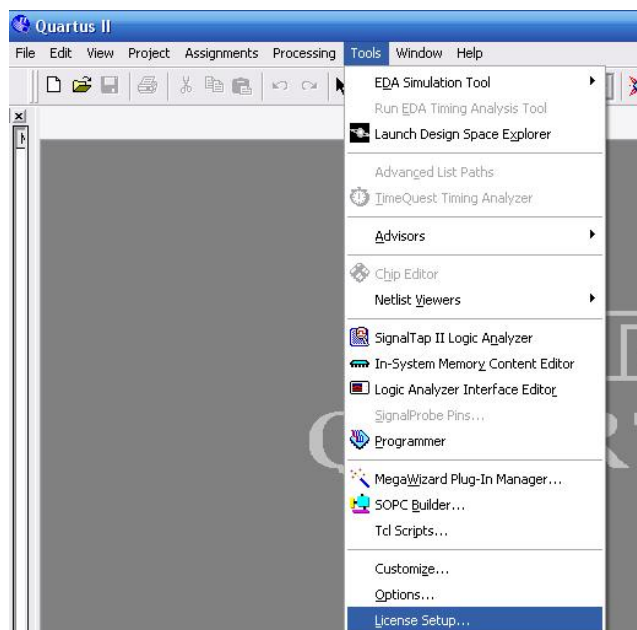 Quartus II
File Edit View Project Assignments Processing Tools Window Help
EDA Simulation Tool
Run EDA Timing Analysis Tool
Launch Design Space Explorer
Advanced List Paths
TimeQuest Timing Analyzer
Advisors
Chip Editor
Netlist Viewers
SignalTap II Logic Analyzer
In-System Memory Content Editor
Logic Analyzer Interface Editor
SignalProbe Pins...
Programmer
MegaWizard Plug-In Manager...
SOPC Builder...
Tcl Scripts...
Customize...
Options...
License Setup...